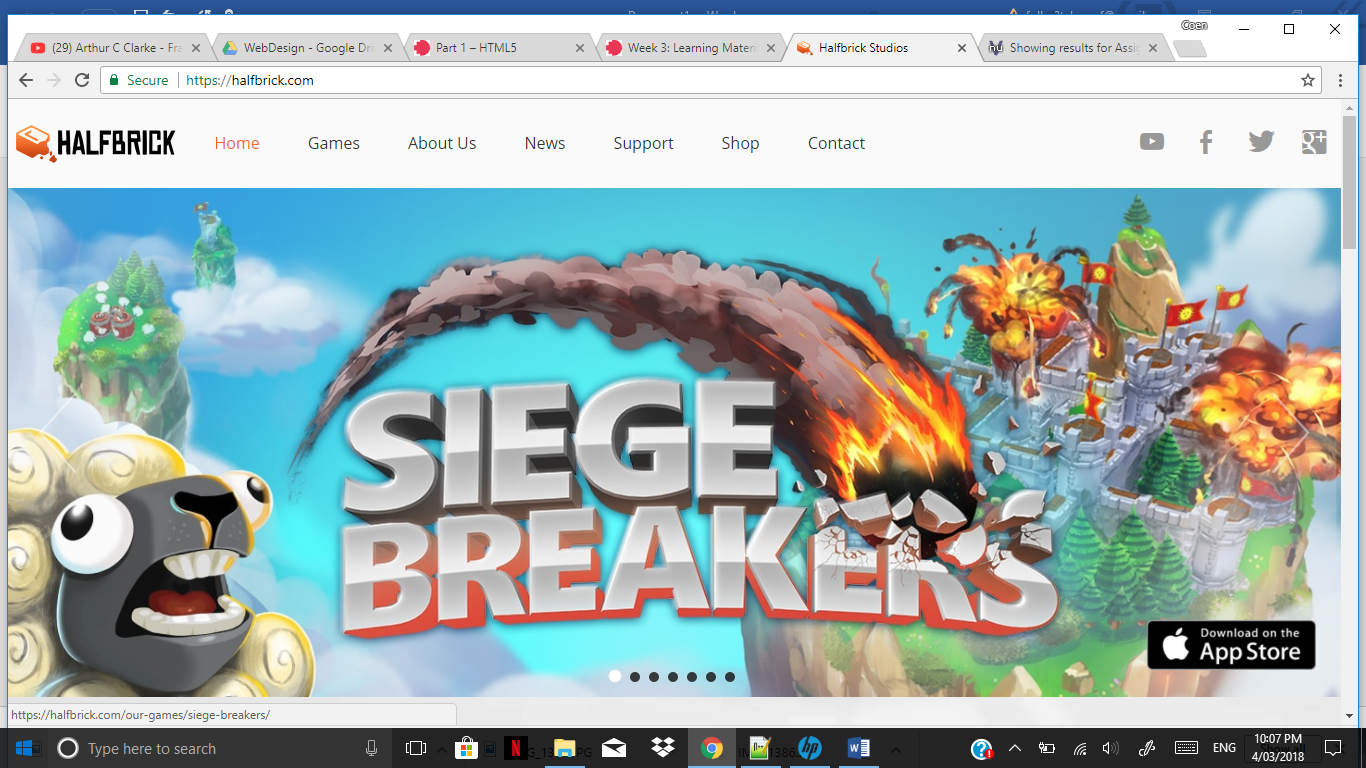 Coen
(29) Arthur C Clarke - Fra
WebDesign - Google Dri
Part 1 – HTML5
Week 3: Learning Materi
Halfbrick Studios
Showing results for Assig
Secure
https://halfbrick.com
HALFBRICK
Home
Games
About Us
News
Support
Shop
Contact
SIEGE
BREAKERS
Download on the
App Store
https://halfbrick.com/our-games/siege-breakers/
Type here to search
ENG
10:07 PM
4/03/2018